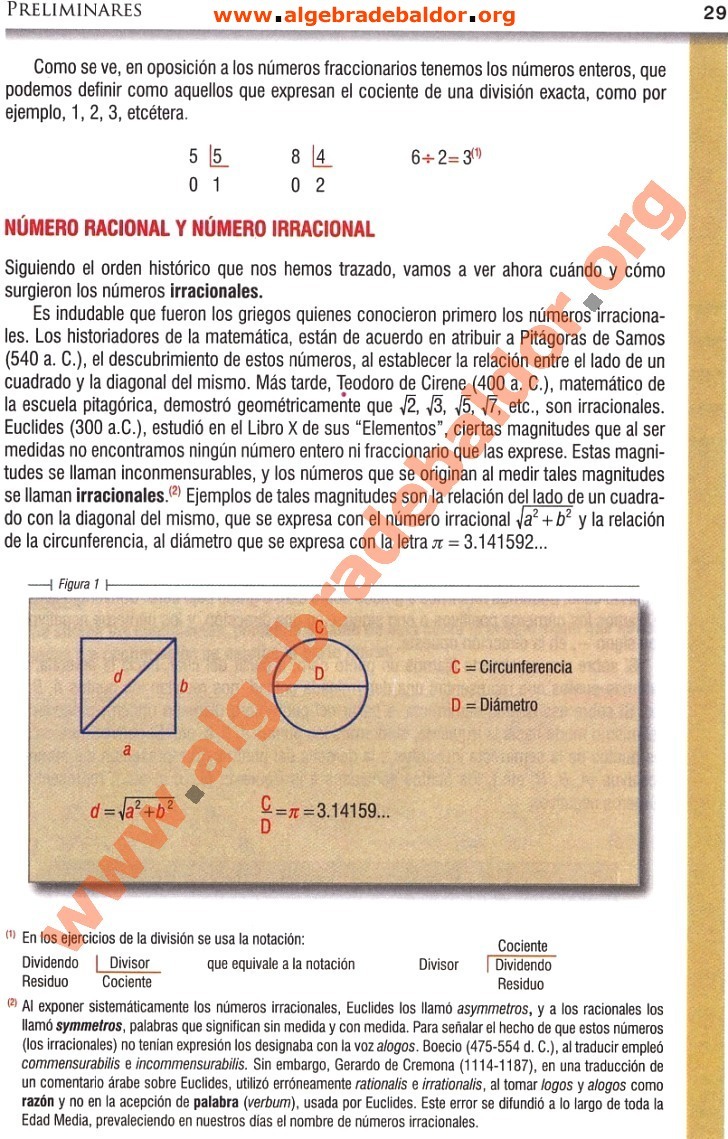 PRELIMINARES www.algebradebaldor.org 29
Como se ve, en oposición a los números fraccionarios tenemos los números enteros, que
podemos definir como aquellos que expresan el cociente de una división exacta, como por
ejemplo, 1, 2, 3, etcétera.
5 |5 8 |4 6÷2=3(1)
0 1 0 2
NÚMERO RACIONAL Y NÚMERO IRRACIONAL
Siguiendo el orden histórico que nos hemos trazado, vamos a ver ahora cuándo y cómo
surgieron los números irracionales.
Es indudable que fueron los griegos quienes conocieron primero los números irraciona-
les. Los historiadores de la matemática, están de acuerdo en atribuir a Pitágoras de Samos
(540 a. C.), el descubrimiento de estos números, al establecer la relación entre el lado de un
cuadrado y la diagonal del mismo. Más tarde, Teodoro de Cirene (400 a. C.), matemático de
la escuela pitagórica, demostró geométricamente que √2, √3, √5, √7, etc., son irracionales.
Euclides (300 a.C.), estudió en el Libro X de sus “Elementos”, ciertas magnitudes que al ser
medidas no encontramos ningún número entero ni fraccionario que las exprese. Estas magni-
tudes se llaman inconmensurables, y los números que se originan al medir tales magnitudes
se llaman irracionales.(2) Ejemplos de tales magnitudes son la relación del lado de un cuadra-
do con la diagonal del mismo, que se expresa con el número irracional √a² + b² y la relación
de la circunferencia, al diámetro que se expresa con la letra π = 3.141592...
Figura 1
C
d b D
a
C = Circunferencia
D = Diámetro
d = √a² + b² C/D = π = 3.14159...
(1) En los ejercicios de la división se usa la notación:
Cociente
Dividendo | Divisor que equivale a la notación Divisor | Dividendo
Residuo Cociente Residuo
(2) Al exponer sistemáticamente los números irracionales, Euclides los llamó asymmetros, y a los racionales los
llamó symmetros, palabras que significan sin medida y con medida. Para señalar el hecho de que estos números
(los irracionales) no tenían expresión los designaba con la voz alogos. Boecio (475-554 d. C.), al traducir empleó
commensurabilis e incommensurabilis. Sin embargo, Gerardo de Cremona (1114-1187), en una traducción de
un comentario árabe sobre Euclides, utilizó erróneamente rationalis e irrationalis, al tomar logos y alogos como
razón y no en la acepción de palabra (verbum), usada por Euclides. Este error se difundió a lo largo de toda la
Edad Media, prevaleciendo en nuestros días el nombre de números irracionales.
www.algebradebaldor.org